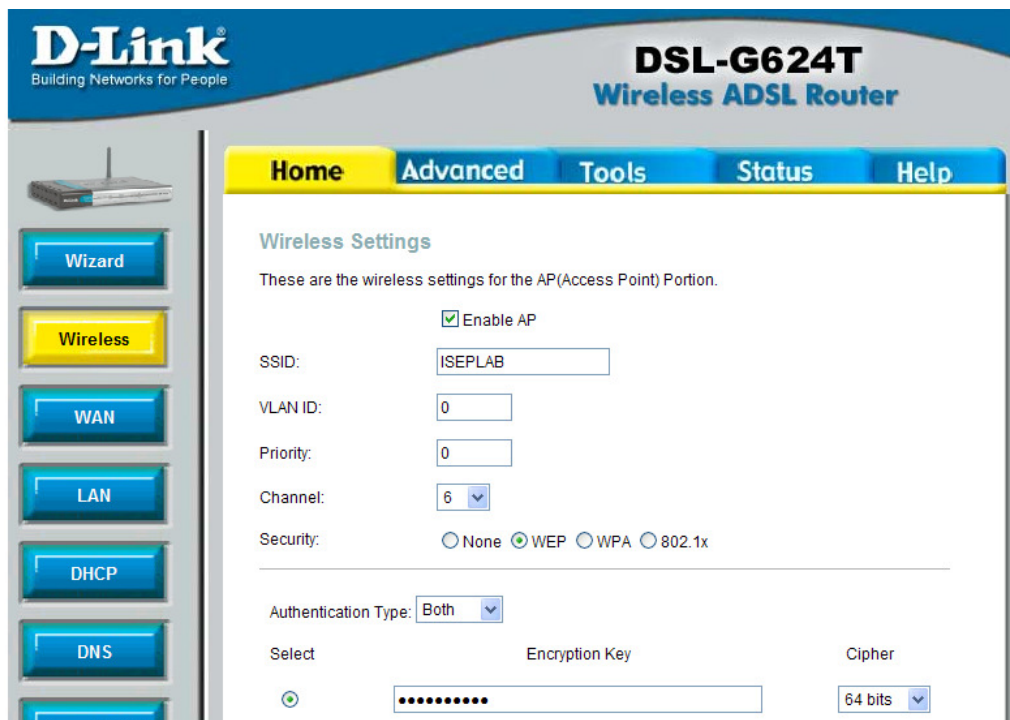 D-Link®
Building Networks for People
DSL-G624T
Wireless ADSL Router
Home Advanced Tools Status Help
Wizard
Wireless
WAN
LAN
DHCP
DNS
Wireless Settings
These are the wireless settings for the AP(Access Point) Portion.
Enable AP
SSID: ISEPLAB
VLAN ID: 0
Priority: 0
Channel: 6
Security: None WEP WPA 802.1x
Authentication Type: Both
Select Encryption Key Cipher
•••••••••• 64 bits